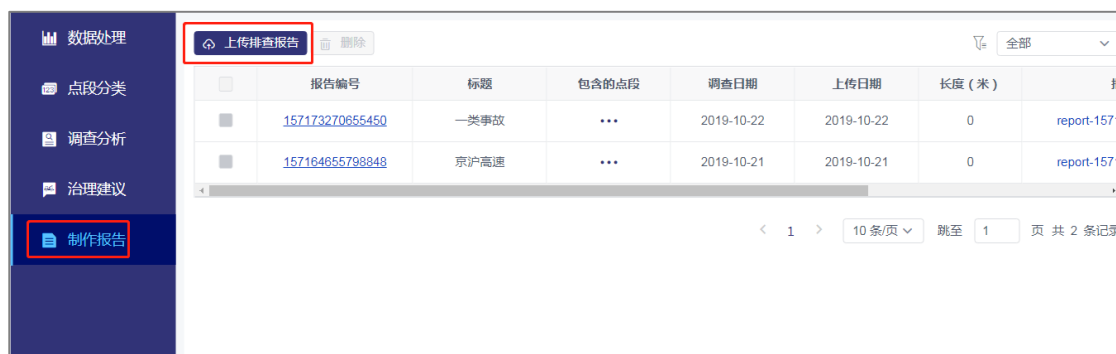 数据处理
点段分类
调查分析
治理建议
制作报告
上传排查报告 删除 全部
报告编号 标题 包含的点段 调查日期 上传日期 长度（米）
157173270655450 一类事故 ••• 2019-10-22 2019-10-22 0 report-157
157164655798848 京沪高速 ••• 2019-10-21 2019-10-21 0 report-157
< 1 > 10 条/页 跳至 1 页 共 2 条记录